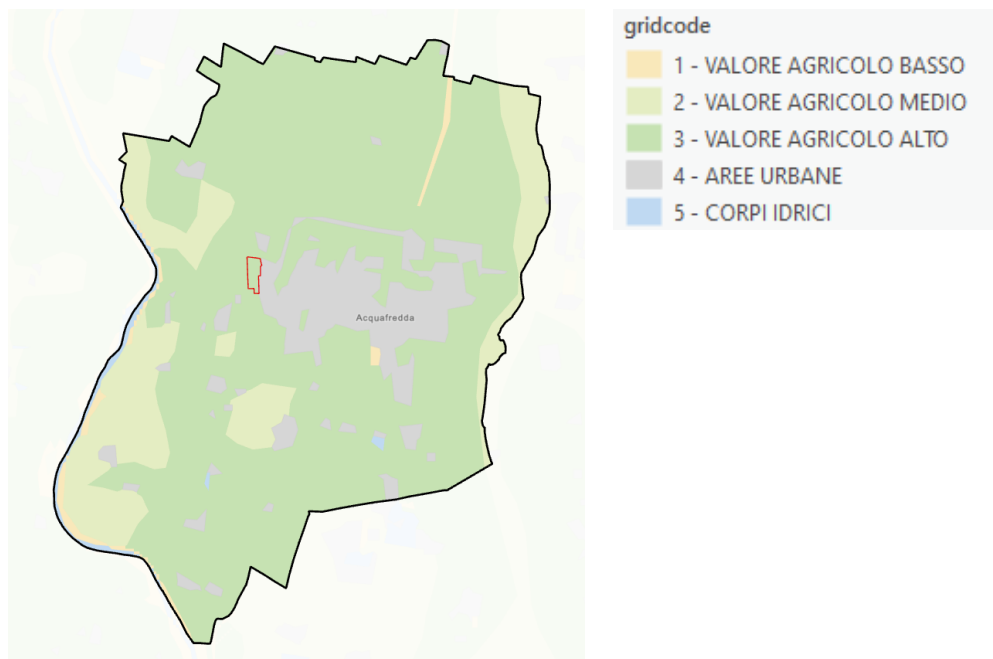 gridcode
1 - VALORE AGRICOLO BASSO
2 - VALORE AGRICOLO MEDIO
3 - VALORE AGRICOLO ALTO
4 - AREE URBANE
5 - CORPI IDRICI
Acquafredda